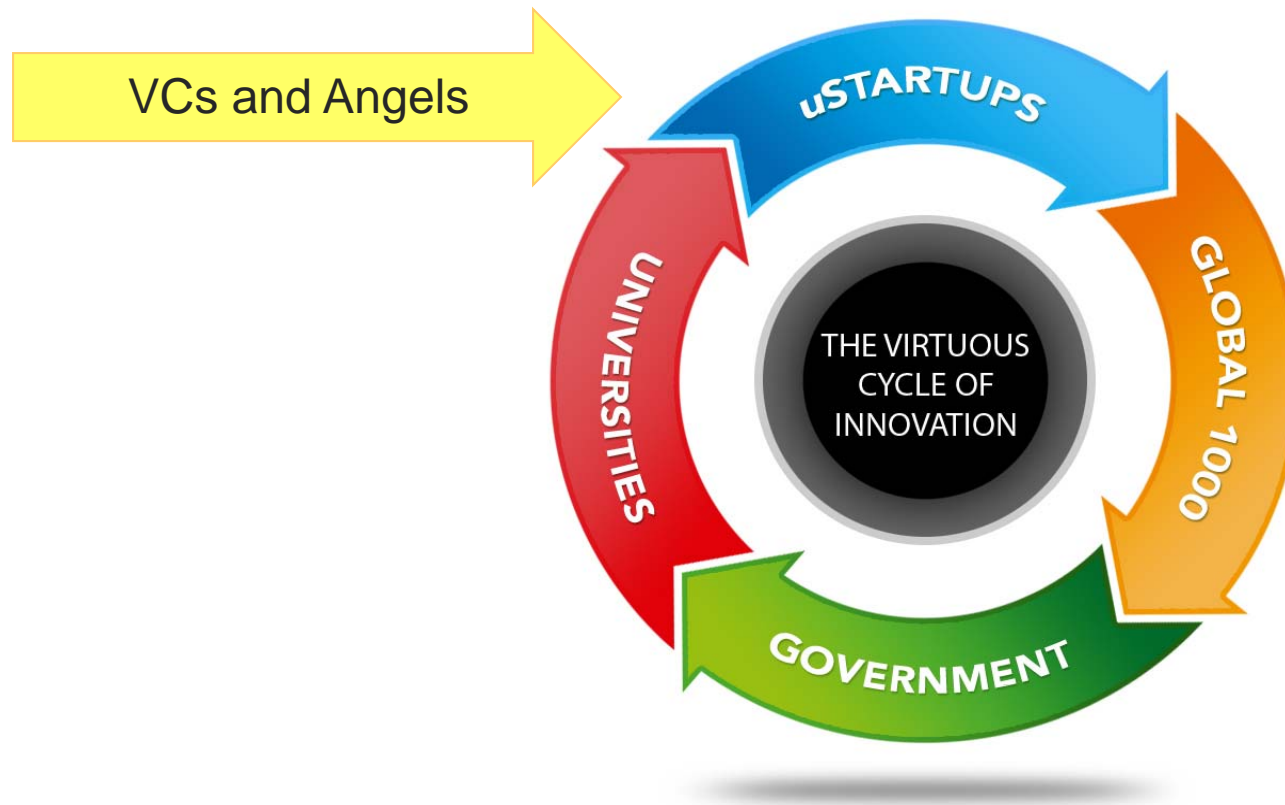 VCs and Angels
uSTARTUPS
GLOBAL 1000
GOVERNMENT
UNIVERSITIES
THE VIRTUOUS
CYCLE OF
INNOVATION